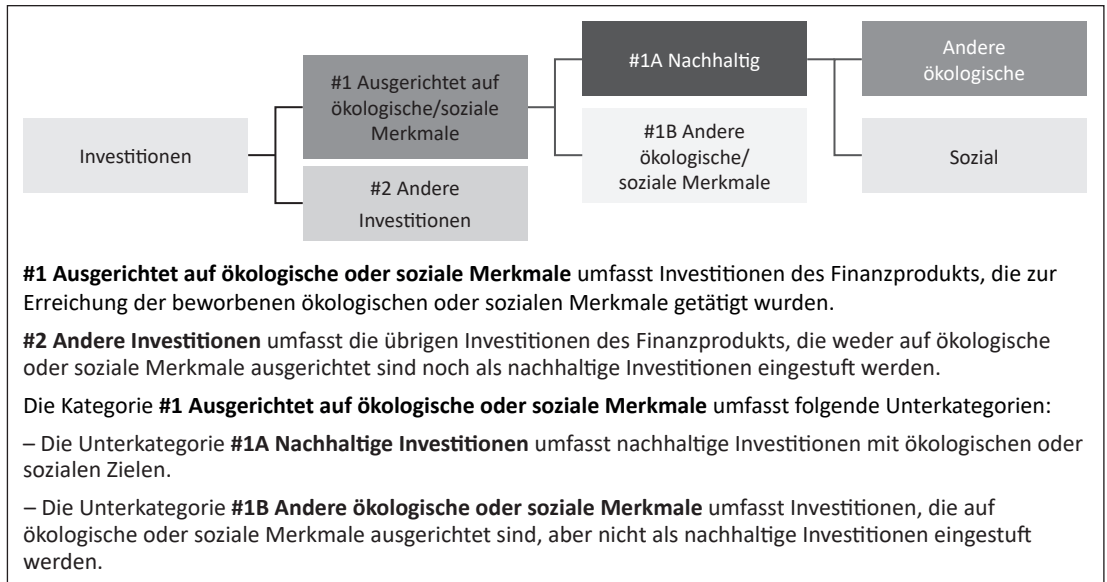 Investitionen
#1 Ausgerichtet auf
ökologische/soziale
Merkmale
#2 Andere
Investitionen
#1A Nachhaltig
#1B Andere
ökologische/
soziale Merkmale
Andere
ökologische
Sozial
#1 Ausgerichtet auf ökologische oder soziale Merkmale umfasst Investitionen des Finanzprodukts, die zur
Erreichung der beworbenen ökologischen oder sozialen Merkmale getätigt wurden.
#2 Andere Investitionen umfasst die übrigen Investitionen des Finanzprodukts, die weder auf ökologische
oder soziale Merkmale ausgerichtet sind noch als nachhaltige Investitionen eingestuft werden.
Die Kategorie #1 Ausgerichtet auf ökologische oder soziale Merkmale umfasst folgende Unterkategorien:
– Die Unterkategorie #1A Nachhaltige Investitionen umfasst nachhaltige Investitionen mit ökologischen oder
sozialen Zielen.
– Die Unterkategorie #1B Andere ökologische oder soziale Merkmale umfasst Investitionen, die auf
ökologische oder soziale Merkmale ausgerichtet sind, aber nicht als nachhaltige Investitionen eingestuft
werden.